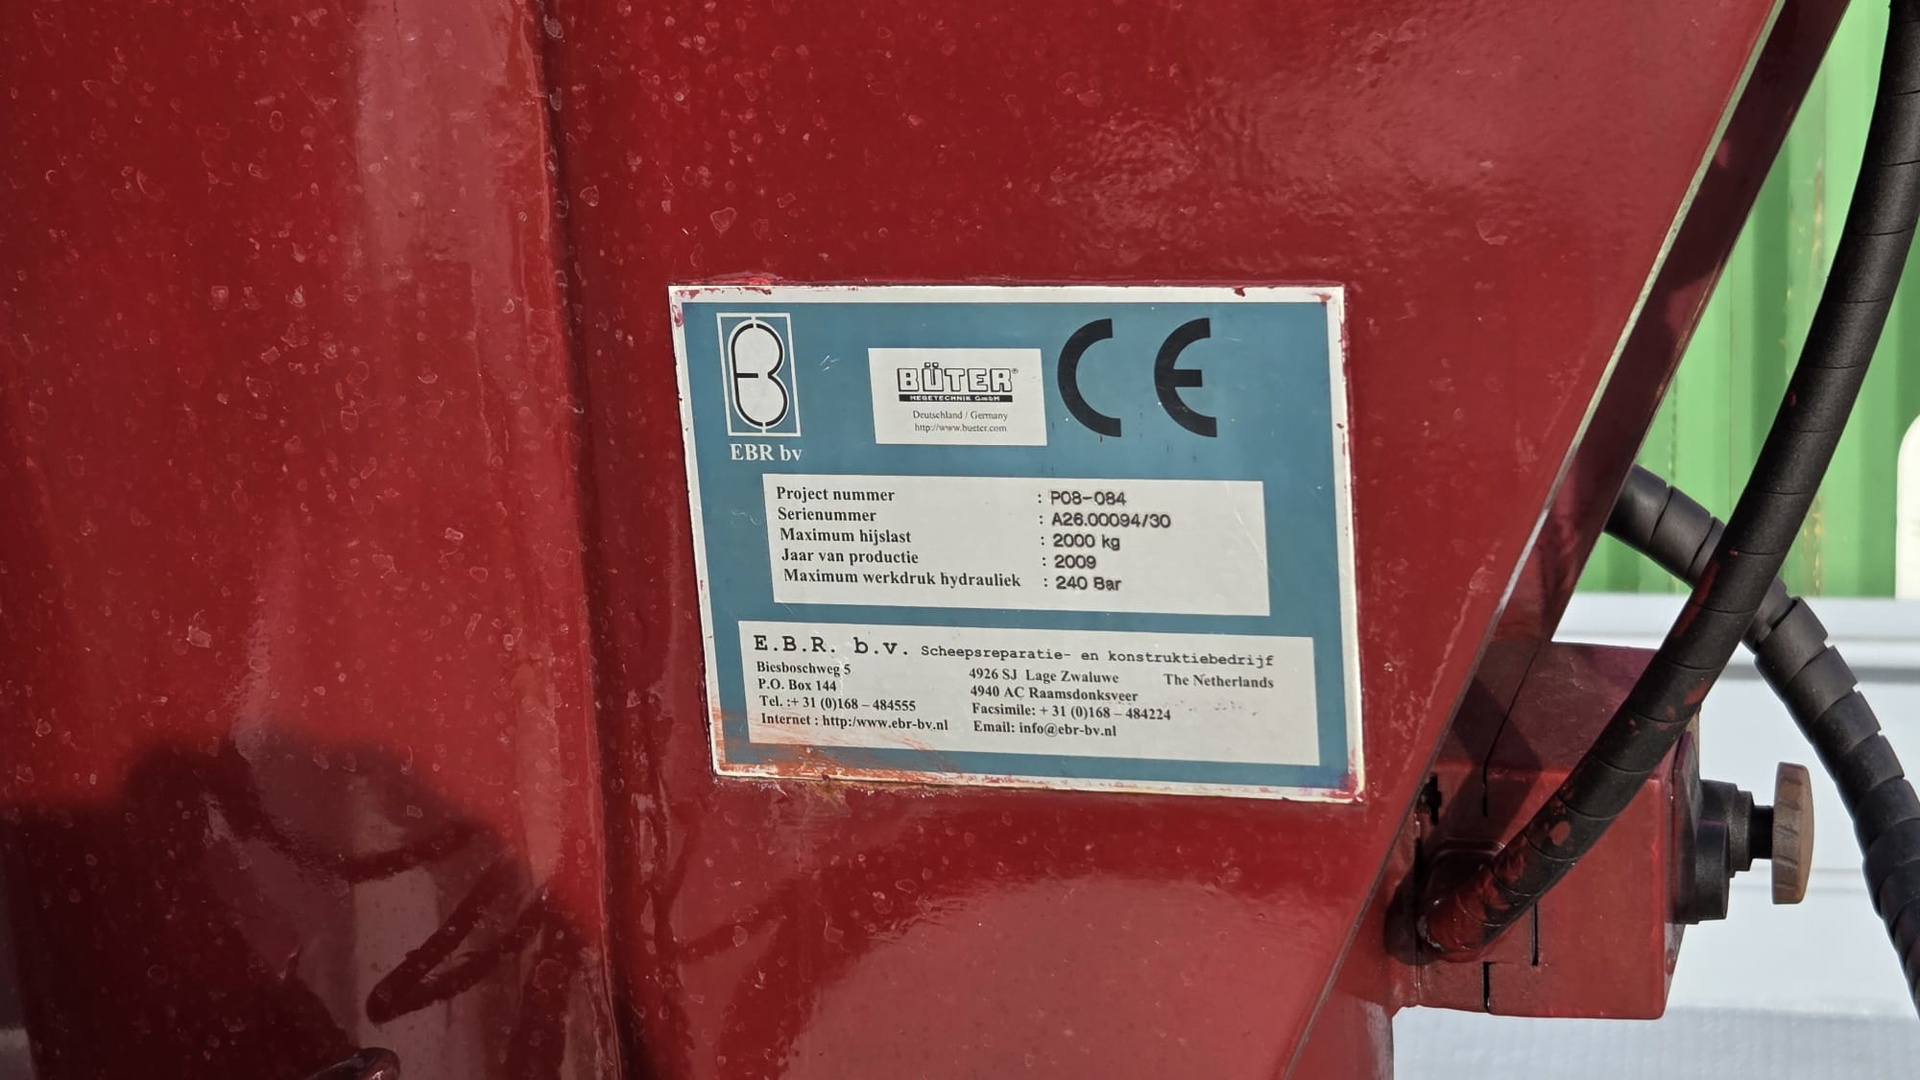 EBR bv
BÜTER®
HEBETECHNIK GmbH
Deutschland / Germany
http://www.bueter.com
CE
Project nummer : P08-084
Serienummer : A26.00094/30
Maximum hijslast : 2000 kg
Jaar van productie : 2009
Maximum werkdruk hydrauliek : 240 Bar
E.B.R. b.v. Scheepsreparatie- en konstruktiebedrijf
Biesboschweg 5 4926 SJ Lage Zwaluwe The Netherlands
P.O. Box 144 4940 AC Raamsdonksveer
Tel. :+ 31 (0)168 – 484555 Facsimile: + 31 (0)168 – 484224
Internet : http:/www.ebr-bv.nl Email: info@ebr-bv.nl